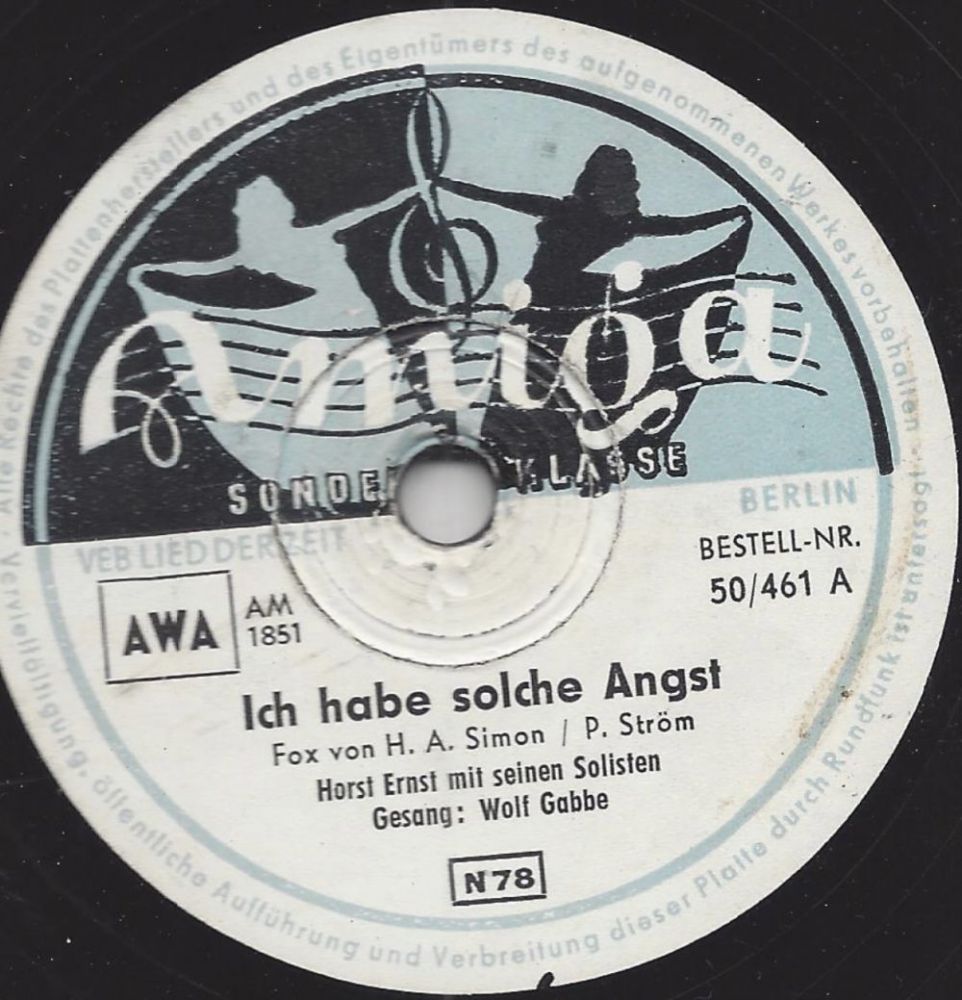 Alle Rechte des Plattenherstellers und des Eigentümers des aufgenommenen Werkes vorbehalten · Vervielfältigung, öffentliche Aufführung und Verbreitung dieser Platte durch Rundfunk ist untersagt ·
Amiga
SONDE KLASSE
VEB LIED DER ZEIT
BERLIN
BESTELL-NR.
50/461 A
AWA
AM
1851
Ich habe solche Angst
Fox von H. A. Simon / P. Ström
Horst Ernst mit seinen Solisten
Gesang: Wolf Gabbe
N 78